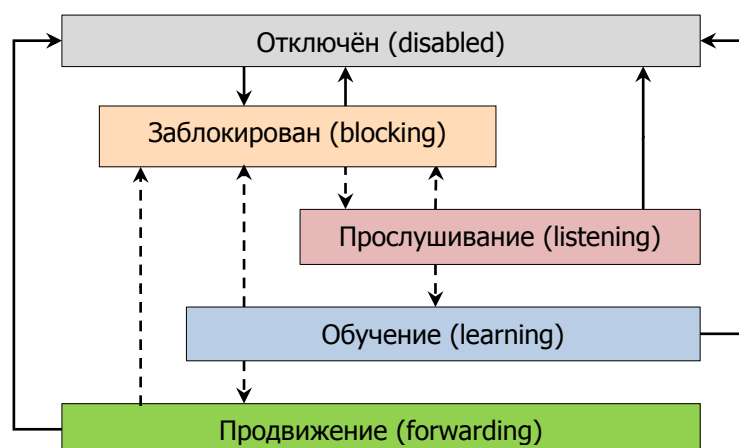 Отключён (disabled)
Заблокирован (blocking)
Прослушивание (listening)
Обучение (learning)
Продвижение (forwarding)